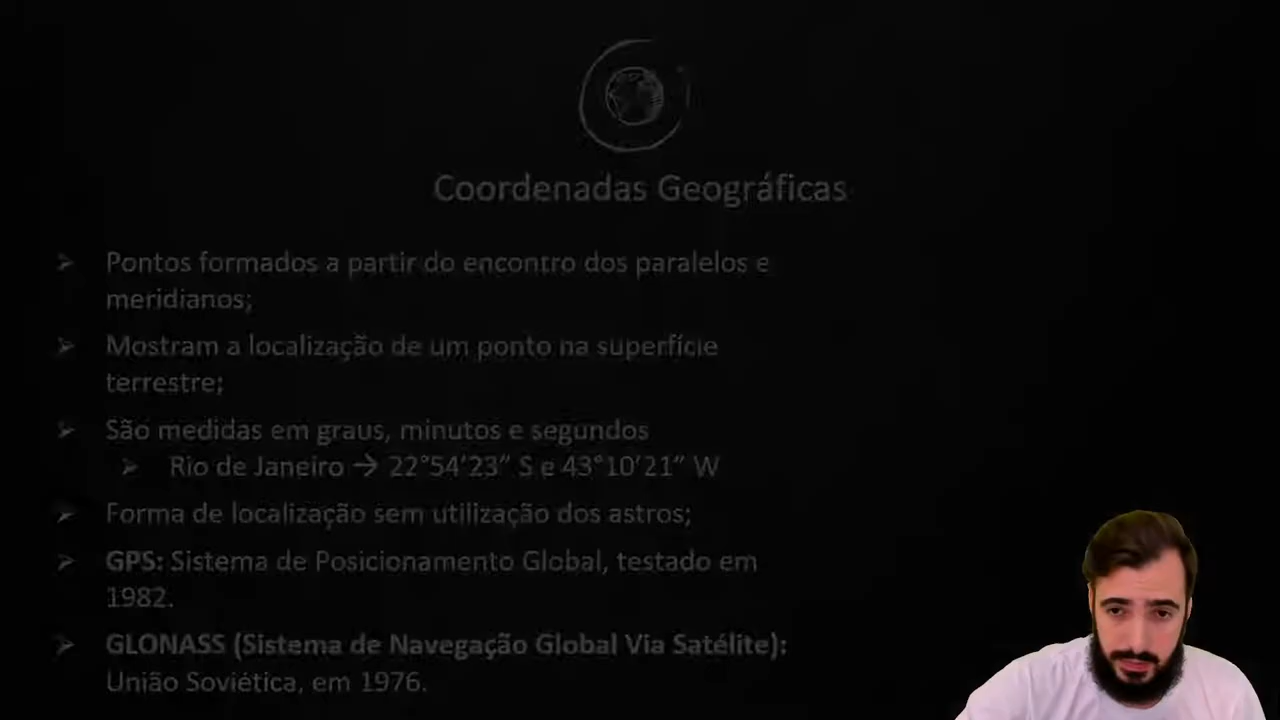 Coordenadas Geográficas
➢ Pontos formados a partir do encontro dos paralelos e
meridianos;
➢ Mostram a localização de um ponto na superfície
terrestre;
➢ São medidas em graus, minutos e segundos
➢ Rio de Janeiro → 22°54’23” S e 43°10’21” W
➢ Forma de localização sem utilização dos astros;
➢ GPS: Sistema de Posicionamento Global, testado em
1982.
➢ GLONASS (Sistema de Navegação Global Via Satélite):
União Soviética, em 1976.